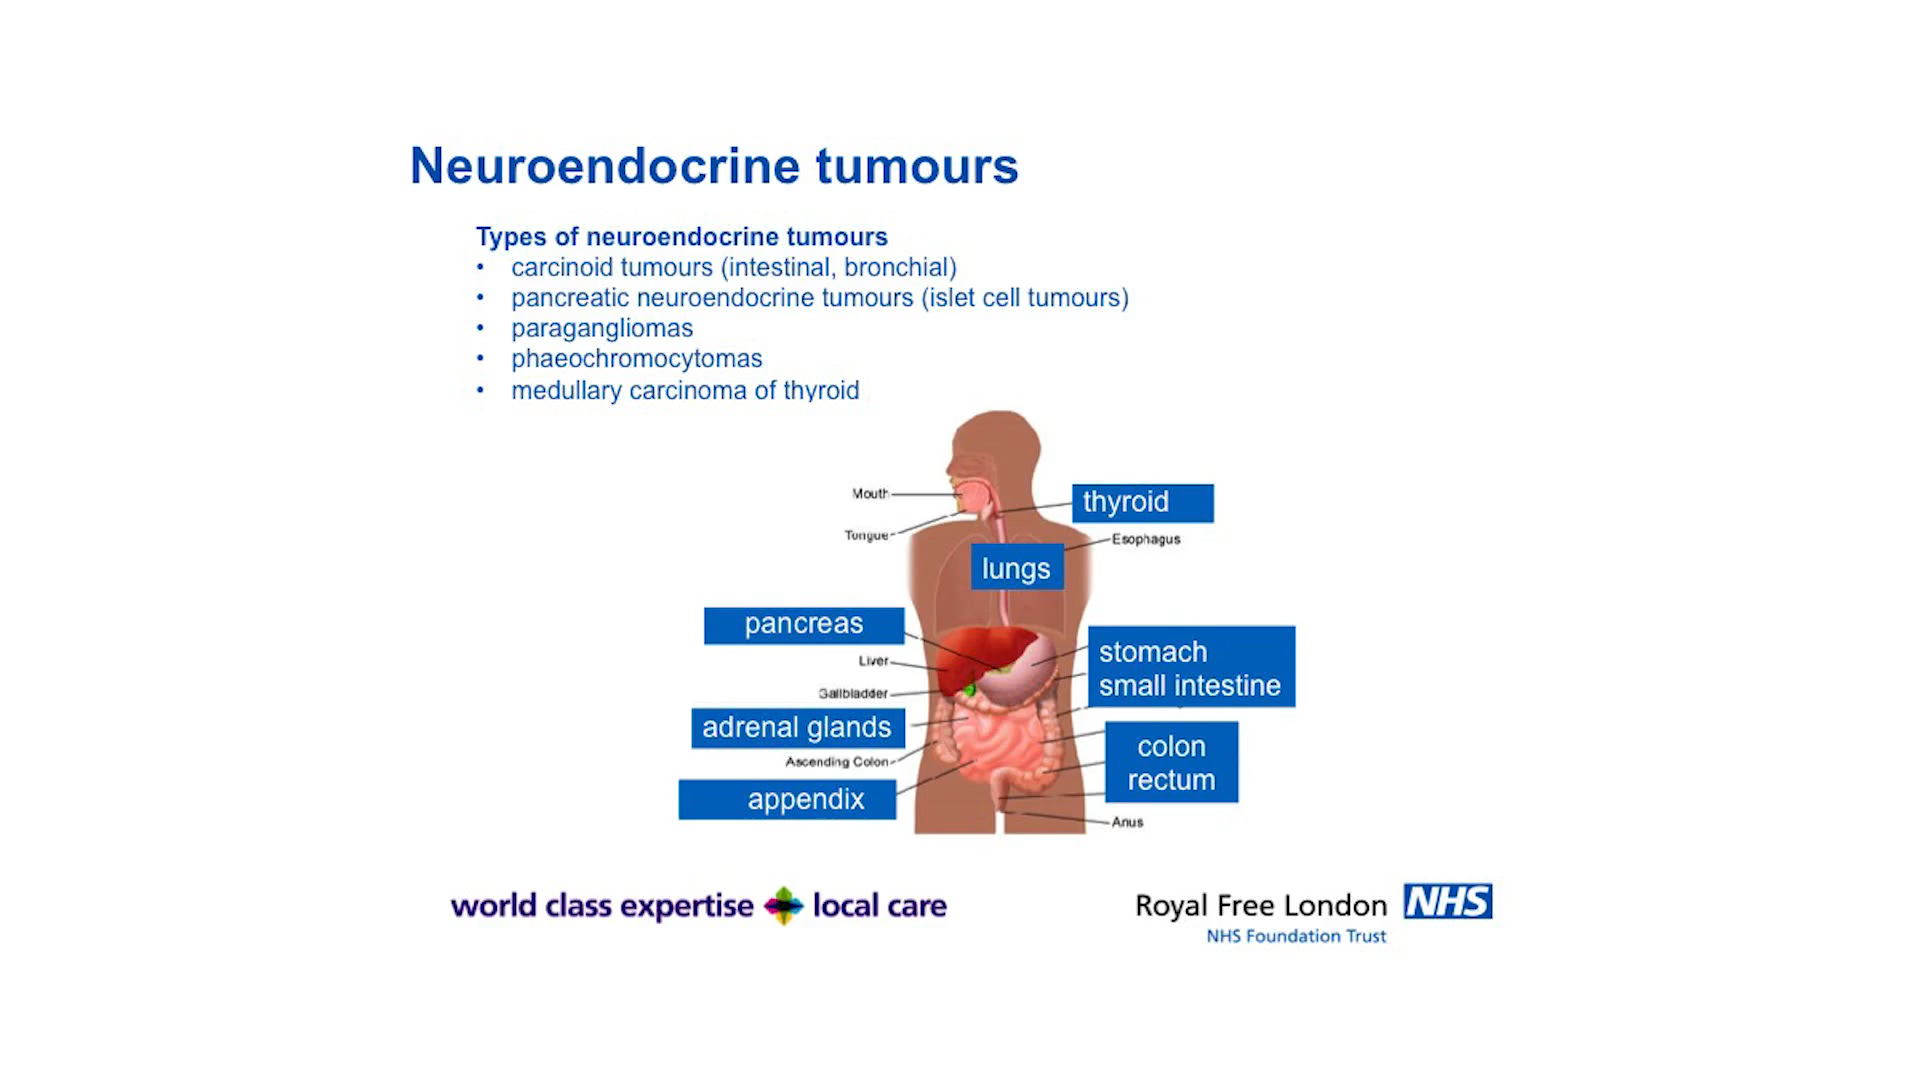 Neuroendocrine tumours
Types of neuroendocrine tumours
• carcinoid tumours (intestinal, bronchial)
• pancreatic neuroendocrine tumours (islet cell tumours)
• paragangliomas
• phaeochromocytomas
• medullary carcinoma of thyroid
Mouth
thyroid
Tongue
Esophagus
lungs
pancreas
stomach
small intestine
Liver
Gallbladder
adrenal glands
colon
rectum
Ascending Colon
appendix
Anus
world class expertise local care
Royal Free London NHS
NHS Foundation Trust